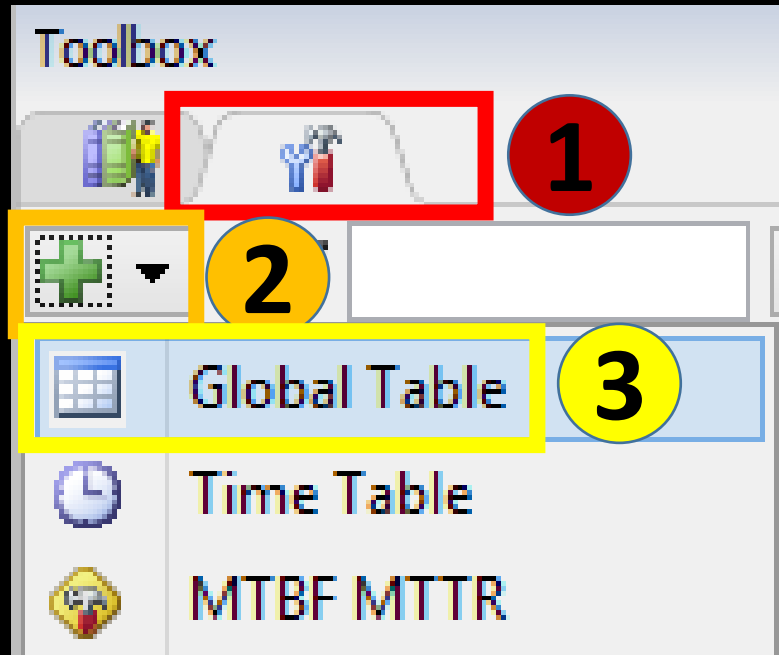 Toolbox
1
2
Global Table
3
Time Table
MTBF MTTR